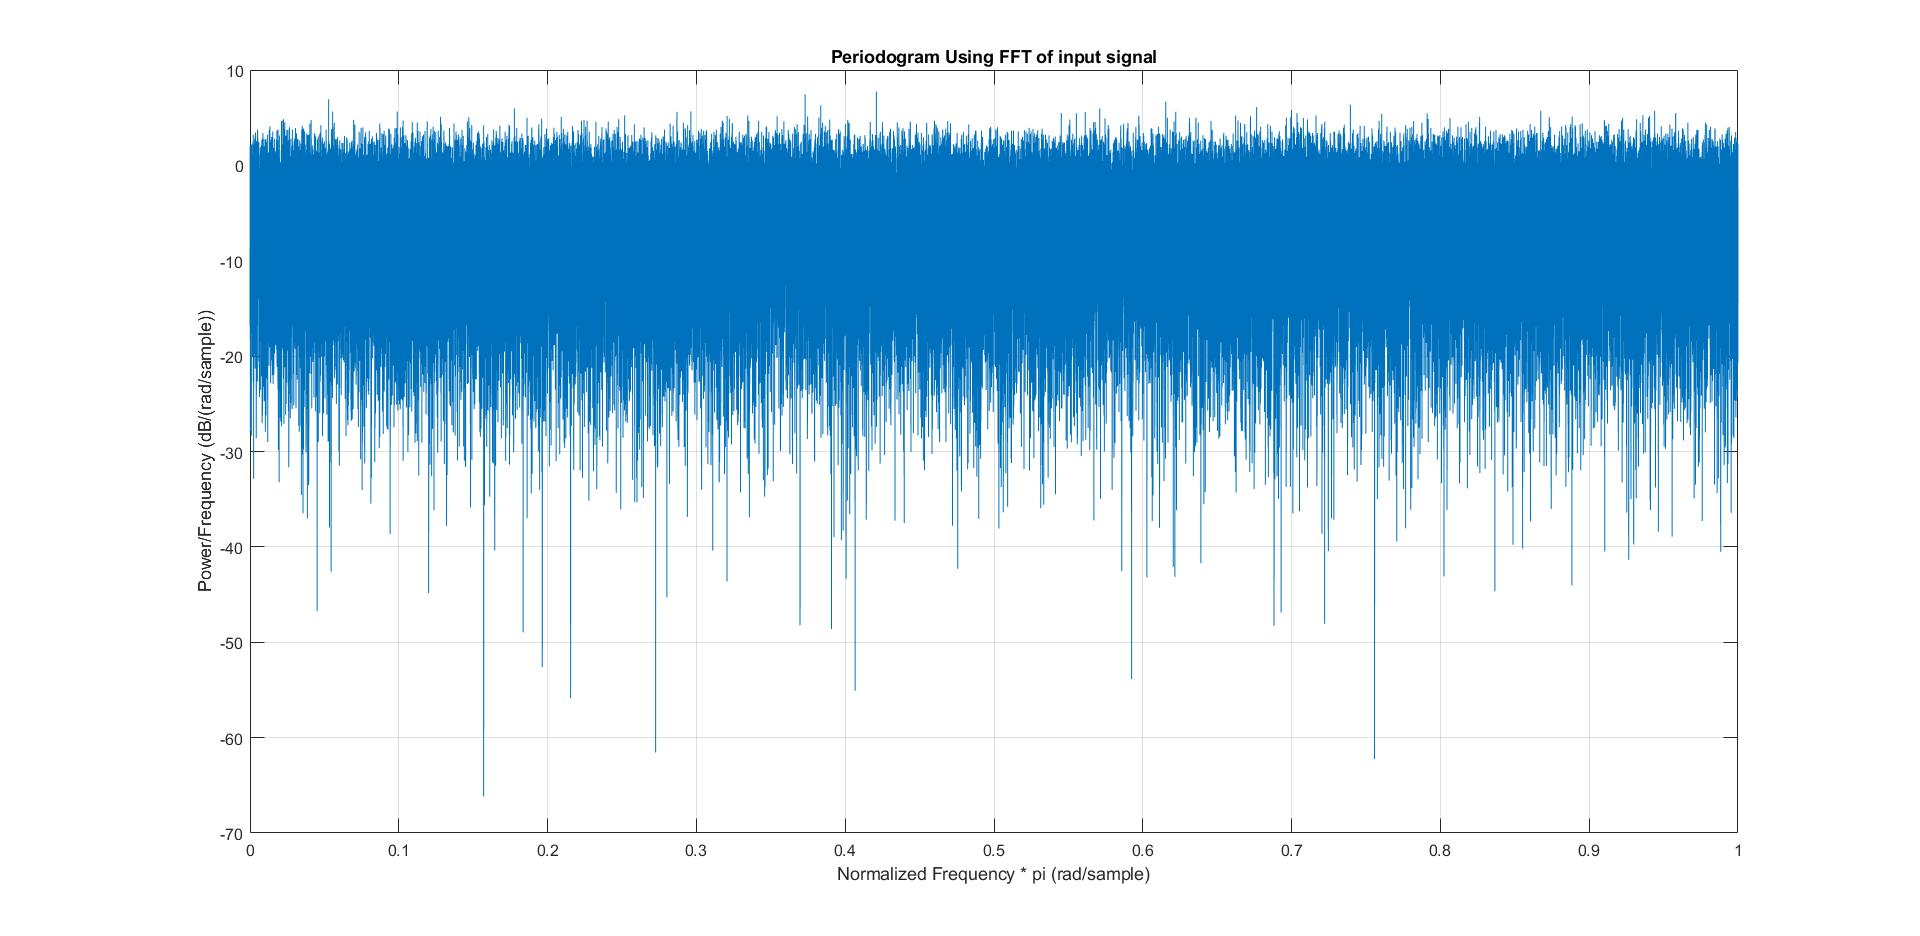 Periodogram Using FFT of input signal
10
0
-10
-20
-30
-40
-50
-60
-70
Power/Frequency (dB/(rad/sample))
0 0.1 0.2 0.3 0.4 0.5 0.6 0.7 0.8 0.9 1
Normalized Frequency * pi (rad/sample)